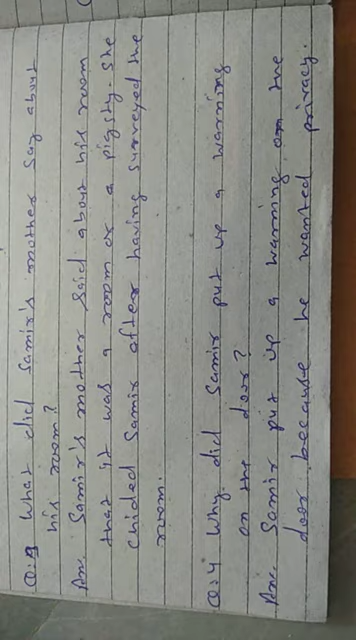 Q:3 What did Samir's mother say about
his room?
An. Samir's mother said about his room
that it was a room or a pigsty. She
chided Samir after having surveyed the
room.
Q:4 Why did Samir put up a warning
on the door?
An. Samir put up a warning on the
door because he wanted privacy.